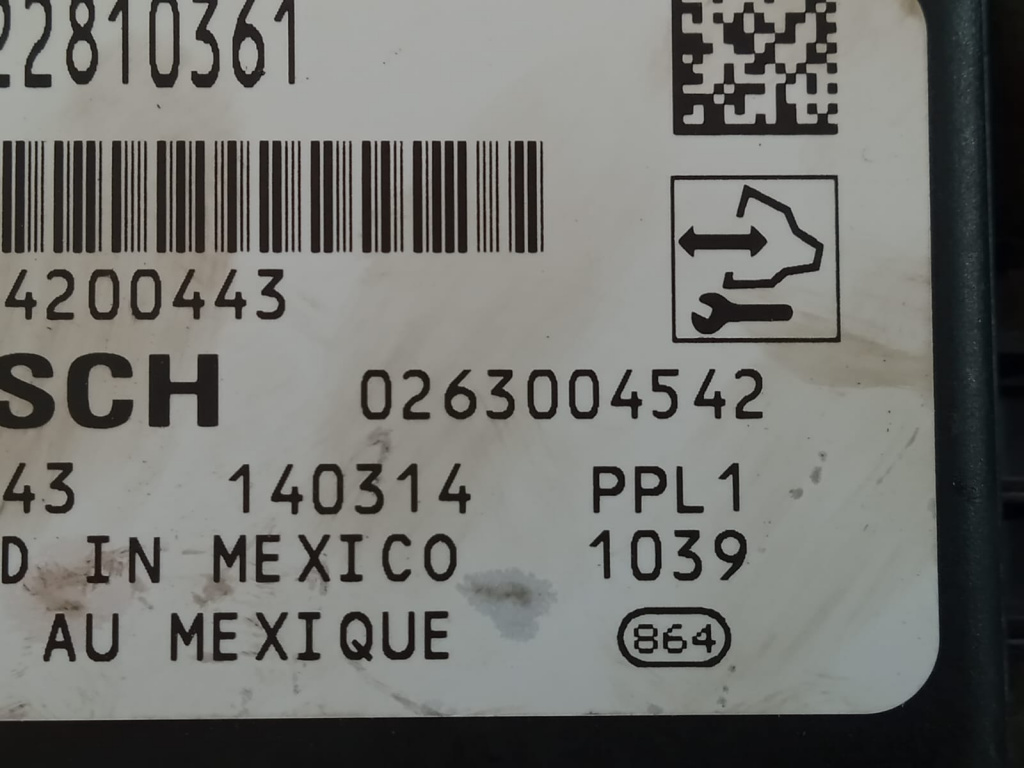 22810361
4200443
SCH 0263004542
43 140314 PPL1
D IN MEXICO 1039
AU MEXIQUE 864